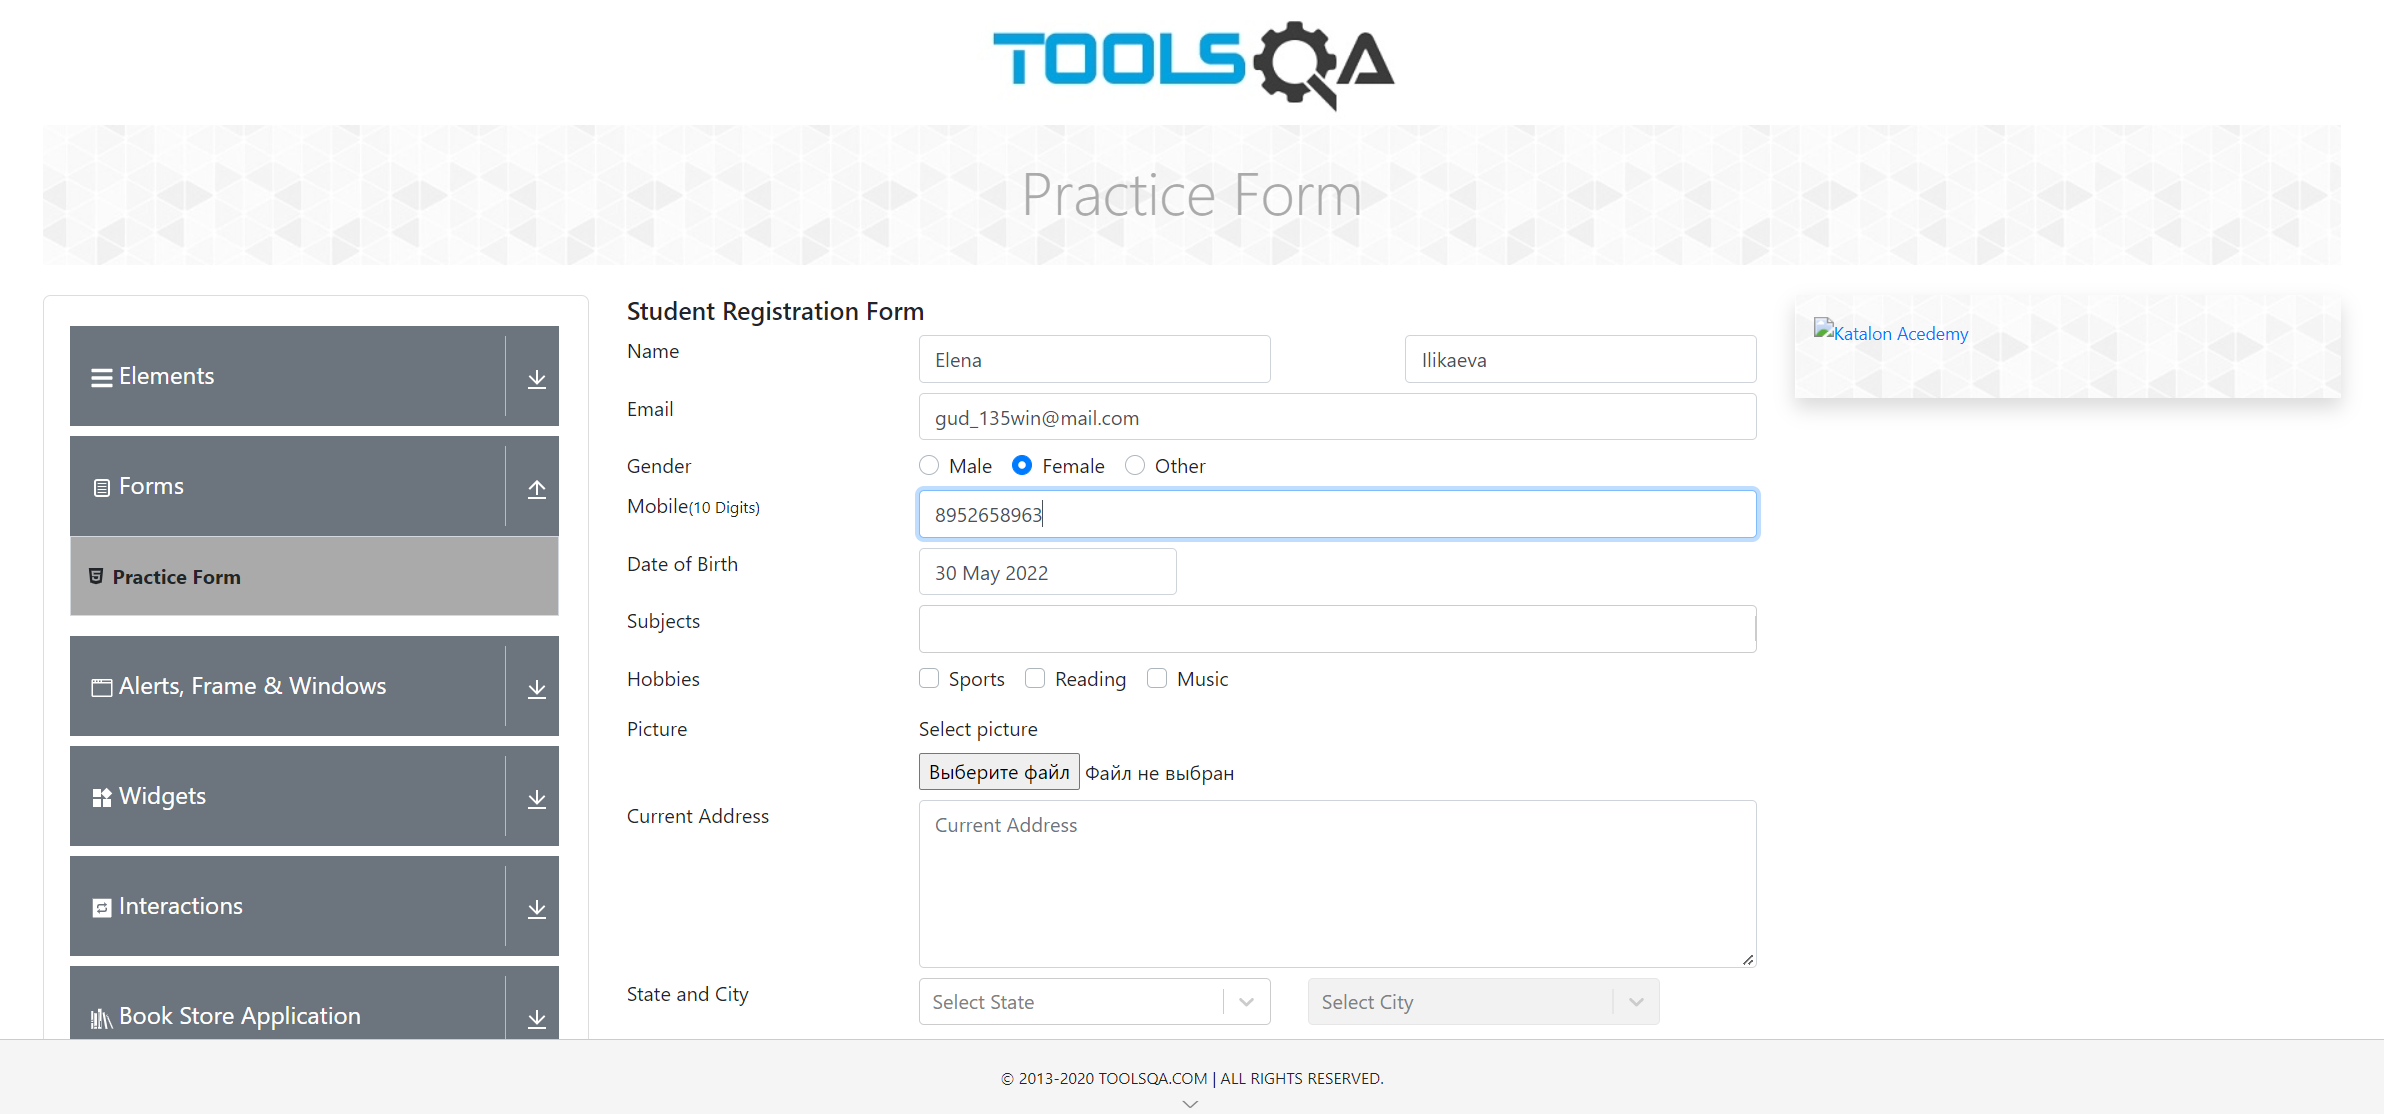 TOOLSQA
Practice Form
Elements
Forms
Practice Form
Alerts, Frame & Windows
Widgets
Interactions
Book Store Application
Student Registration Form
Name
Elena
Ilikaeva
Email
gud_135win@mail.com
Gender
Male
Female
Other
Mobile(10 Digits)
8952658963
Date of Birth
30 May 2022
Subjects
Hobbies
Sports
Reading
Music
Picture
Select picture
Выберите файл Файл не выбран
Current Address
Current Address
State and City
Select State
Select City
Katalon Acedemy
© 2013-2020 TOOLSQA.COM | ALL RIGHTS RESERVED.